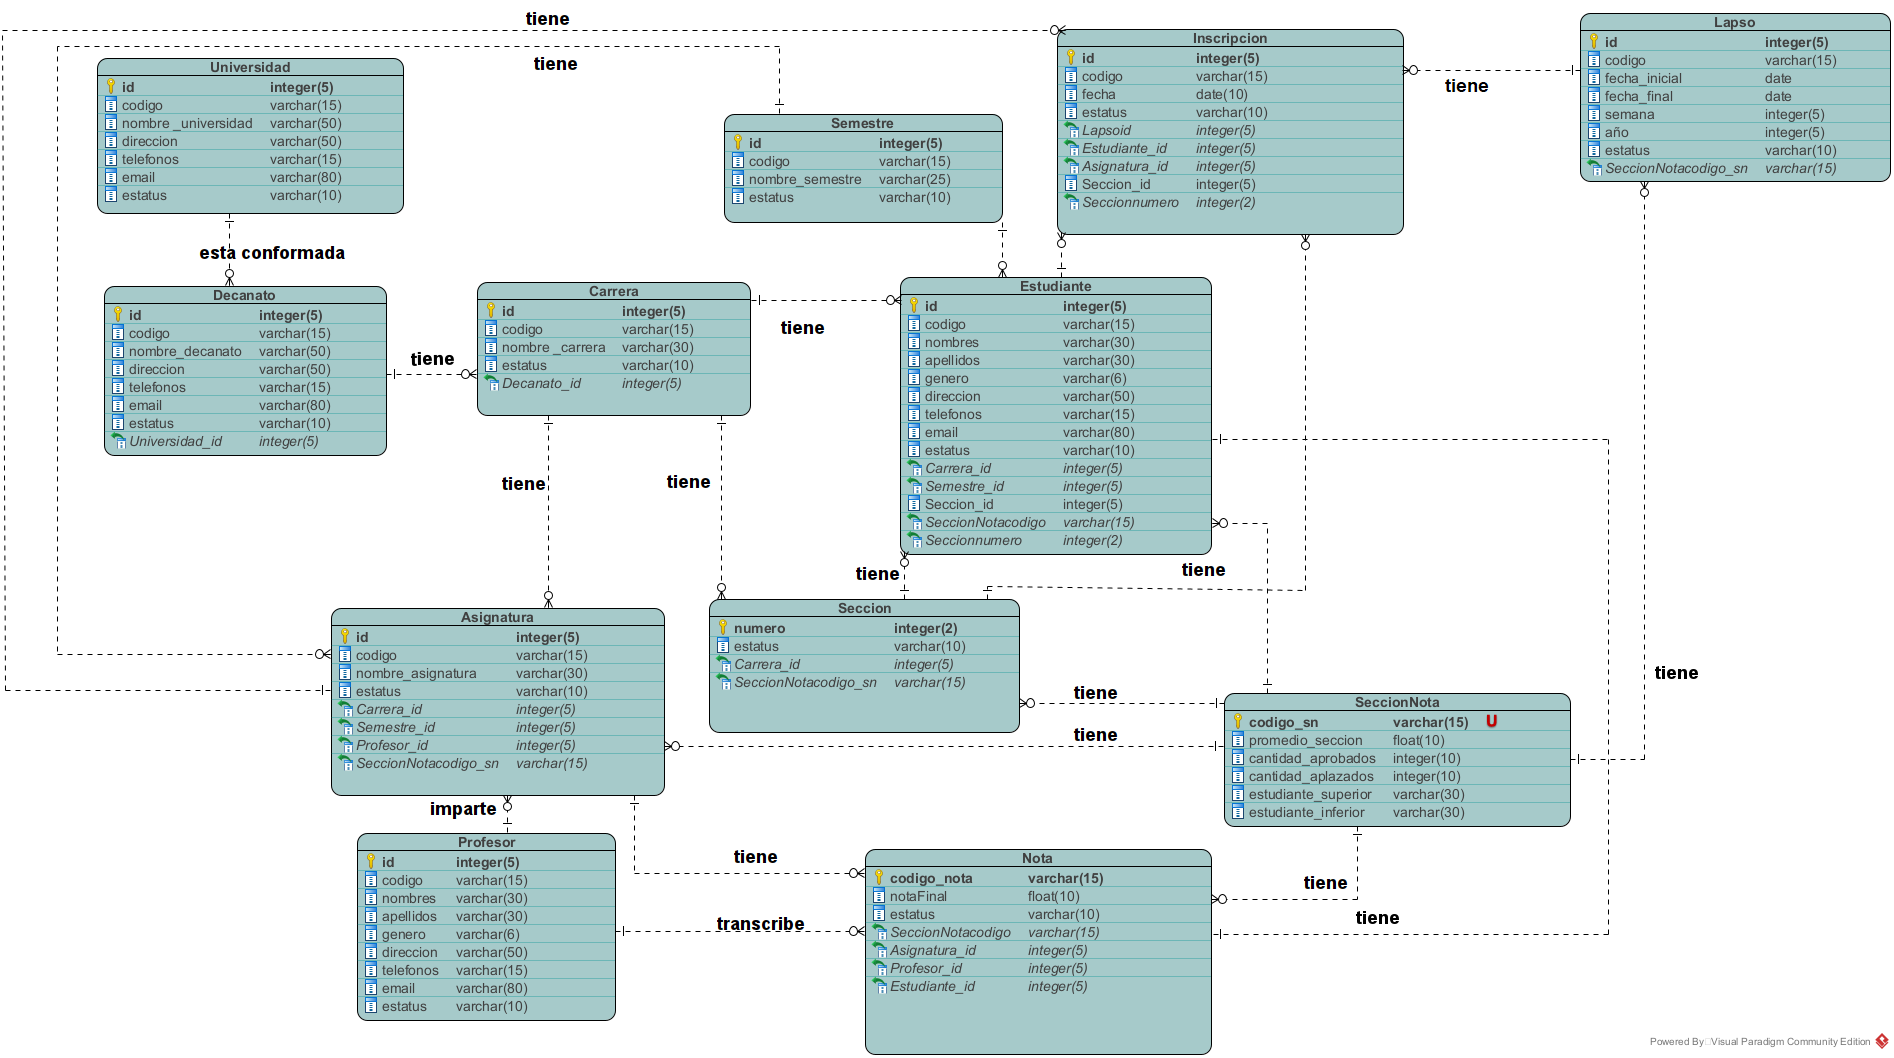 tiene
tiene
Universidad
id integer(5)
codigo varchar(15)
nombre _universidad varchar(50)
direccion varchar(50)
telefonos varchar(15)
email varchar(80)
estatus varchar(10)
Semestre
id integer(5)
codigo varchar(15)
nombre_semestre varchar(25)
estatus varchar(10)
Inscripcion
id integer(5)
codigo varchar(15)
fecha date(10)
estatus varchar(10)
Lapsoid integer(5)
Estudiante_id integer(5)
Asignatura_id integer(5)
Seccion_id integer(5)
Seccionnumero integer(2)
tiene
Lapso
id integer(5)
codigo varchar(15)
fecha_inicial date
fecha_final date
semana integer(5)
año integer(5)
estatus varchar(10)
SeccionNotacodigo_sn varchar(15)
esta conformada
Decanato
id integer(5)
codigo varchar(15)
nombre_decanato varchar(50)
direccion varchar(50)
telefonos varchar(15)
email varchar(80)
estatus varchar(10)
Universidad_id integer(5)
tiene
Carrera
id integer(5)
codigo varchar(15)
nombre _carrera varchar(30)
estatus varchar(10)
Decanato_id integer(5)
tiene
Estudiante
id integer(5)
codigo varchar(15)
nombres varchar(30)
apellidos varchar(30)
genero varchar(6)
direccion varchar(50)
telefonos varchar(15)
email varchar(80)
estatus varchar(10)
Carrera_id integer(5)
Semestre_id integer(5)
Seccion_id integer(5)
SeccionNotacodigo varchar(15)
Seccionnumero integer(2)
tiene
tiene
tiene
tiene
Asignatura
id integer(5)
codigo varchar(15)
nombre_asignatura varchar(30)
estatus varchar(10)
Carrera_id integer(5)
Semestre_id integer(5)
Profesor_id integer(5)
SeccionNotacodigo_sn varchar(15)
Seccion
numero integer(2)
estatus varchar(10)
Carrera_id integer(5)
SeccionNotacodigo_sn varchar(15)
tiene
tiene
tiene
SeccionNota
codigo_sn varchar(15) U
promedio_seccion float(10)
cantidad_aprobados integer(10)
cantidad_aplazados integer(10)
estudiante_superior varchar(30)
estudiante_inferior varchar(30)
imparte
Profesor
id integer(5)
codigo varchar(15)
nombres varchar(30)
apellidos varchar(30)
genero varchar(6)
direccion varchar(50)
telefonos varchar(15)
email varchar(80)
estatus varchar(10)
tiene
transcribe
Nota
codigo_nota varchar(15)
notaFinal float(10)
estatus varchar(10)
SeccionNotacodigo varchar(15)
Asignatura_id integer(5)
Profesor_id integer(5)
Estudiante_id integer(5)
tiene
tiene
Powered By Visual Paradigm Community Edition